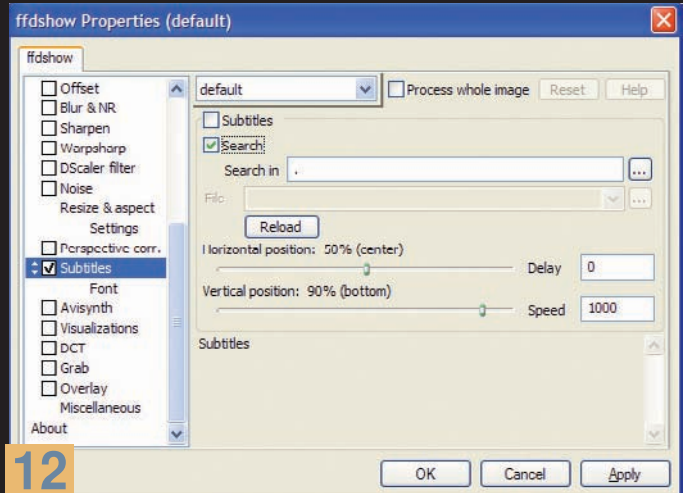 ffdshow Properties (default)
ffdshow
Offset
Blur & NR
Sharpen
Warpsharp
DScaler filter
Noise
Resize & aspect
Settings
Perspective corr.
Subtitles
Font
Avisynth
Visualizations
DCT
Grab
Overlay
Miscellaneous
About
default
Process whole image Reset Help
Subtitles
Search
Search in .
...
File
...
Reload
Horizontal position: 50% (center)
Delay 0
Vertical position: 90% (bottom)
Speed 1000
Subtitles
OK Cancel Apply
12